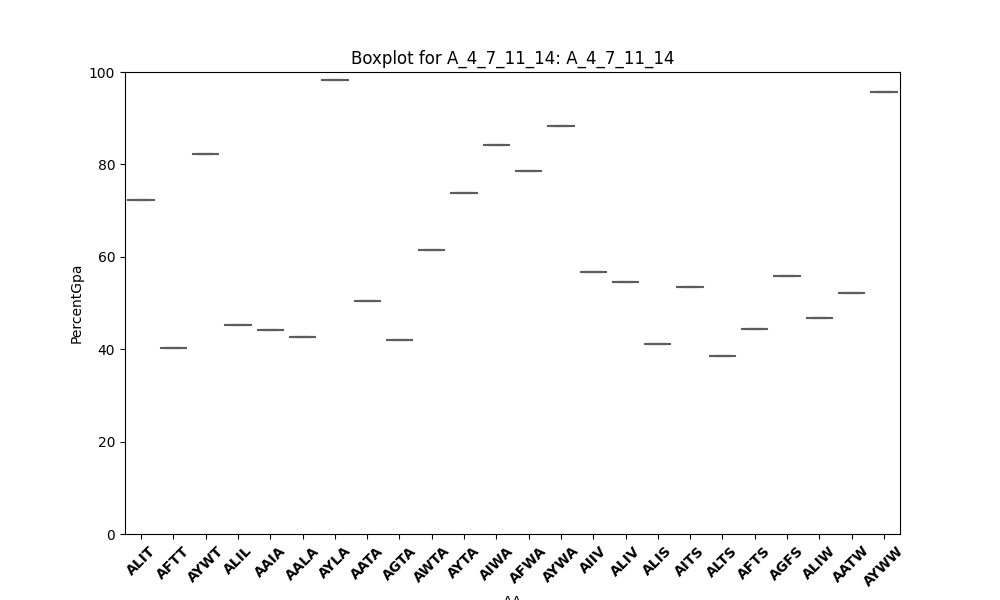 Boxplot for A_4_7_11_14: A_4_7_11_14
100
80
60
40
20
0
PercentGpa
ALIT AFTT AYWT ALIL AAIA AALA AYLA AATA AGTA AWTA AYTA AIWA AFWA AYWA AIIV ALIV ALIS AITS ALTS AFTS AGFS ALIW AATW AYWW
AA